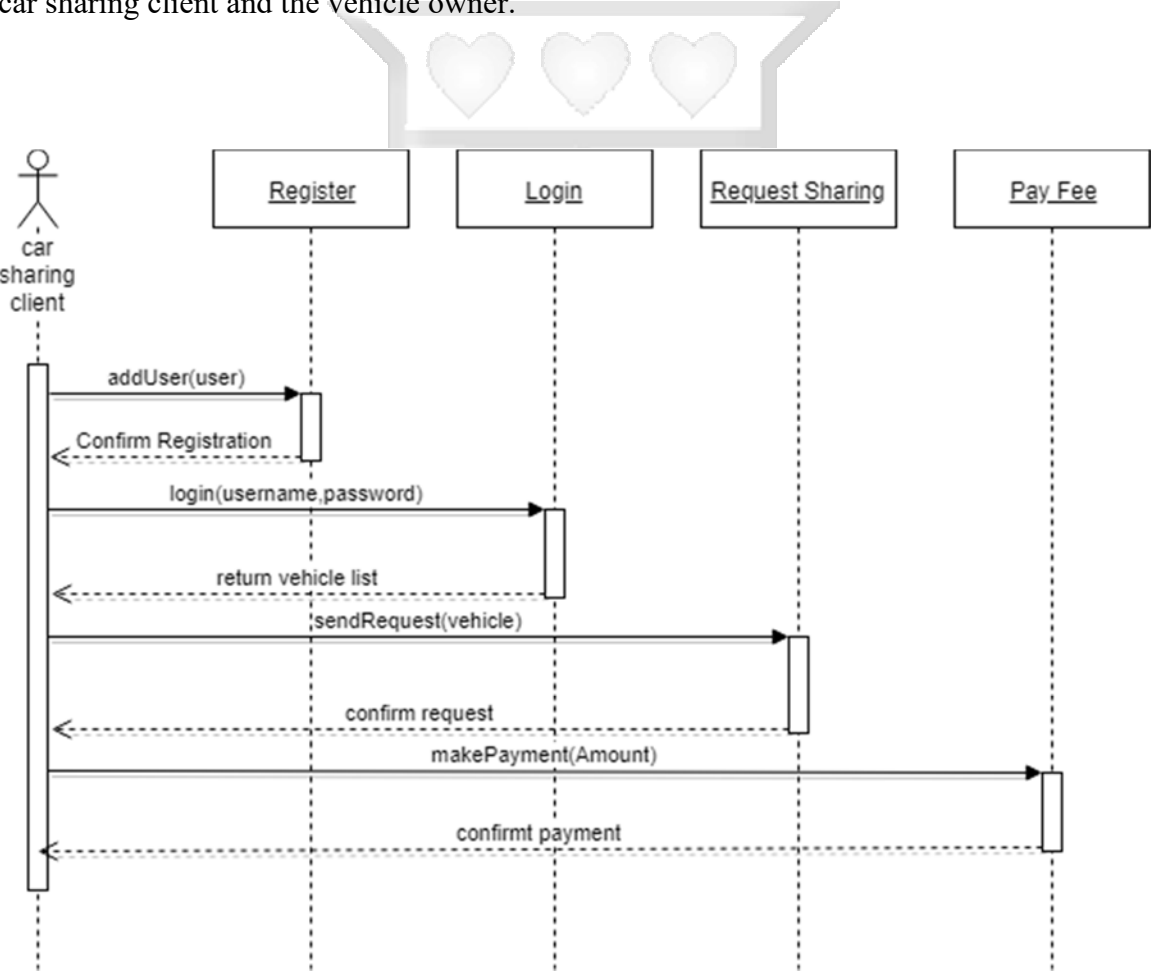 car sharing client and the vehicle owner.
Register
Login
Request Sharing
Pay Fee
car
sharing
client
addUser(user)
Confirm Registration
login(username,password)
return vehicle list
sendRequest(vehicle)
confirm request
makePayment(Amount)
confirmt payment